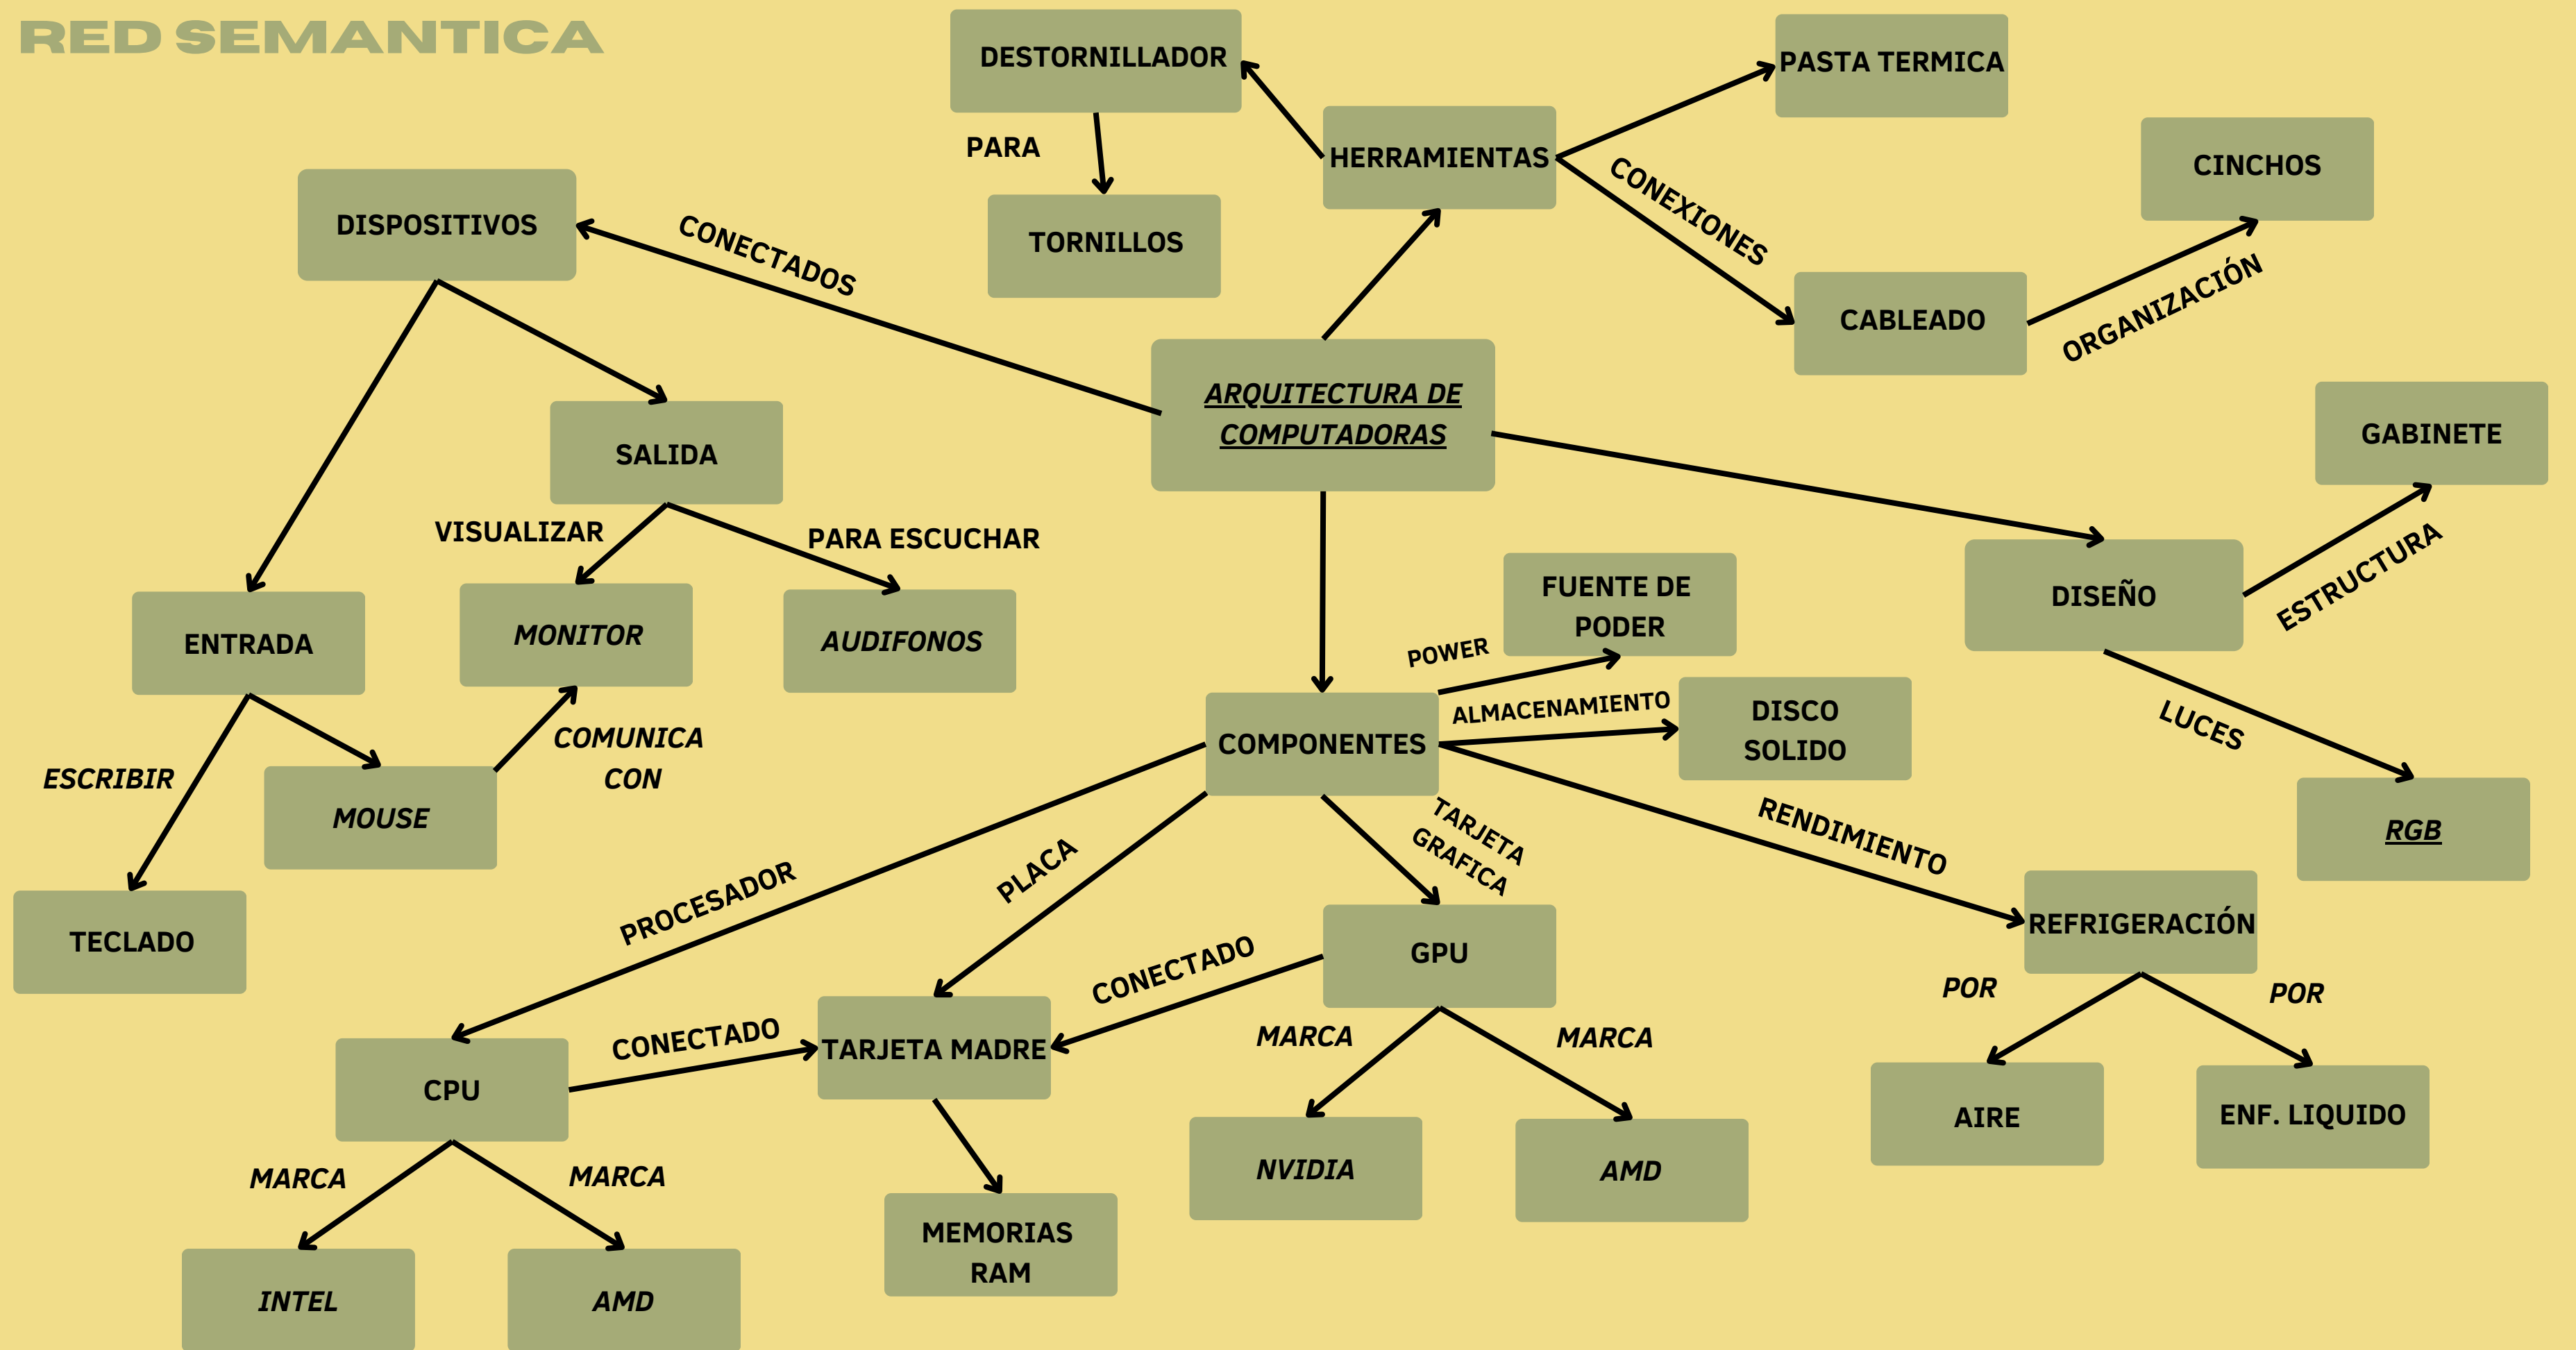 RED SEMANTICA
DESTORNILLADOR
PASTA TERMICA
PARA
HERRAMIENTAS
CONEXIONES
CINCHOS
DISPOSITIVOS
CONECTADOS
TORNILLOS
CABLEADO
ORGANIZACIÓN
ARQUITECTURA DE
COMPUTADORAS
GABINETE
SALIDA
VISUALIZAR
PARA ESCUCHAR
ESTRUCTURA
FUENTE DE
PODER
DISEÑO
ENTRADA
MONITOR
AUDIFONOS
POWER
ALMACENAMIENTO
DISCO
SOLIDO
COMPONENTES
LUCES
COMUNICA
CON
ESCRIBIR
MOUSE
TARJETA
GRAFICA
RENDIMIENTO
RGB
PROCESADOR
PLACA
TECLADO
REFRIGERACIÓN
GPU
CONECTADO
POR
POR
CONECTADO
TARJETA MADRE
MARCA
MARCA
CPU
AIRE
ENF. LIQUIDO
MARCA
MARCA
NVIDIA
AMD
MEMORIAS
RAM
INTEL
AMD